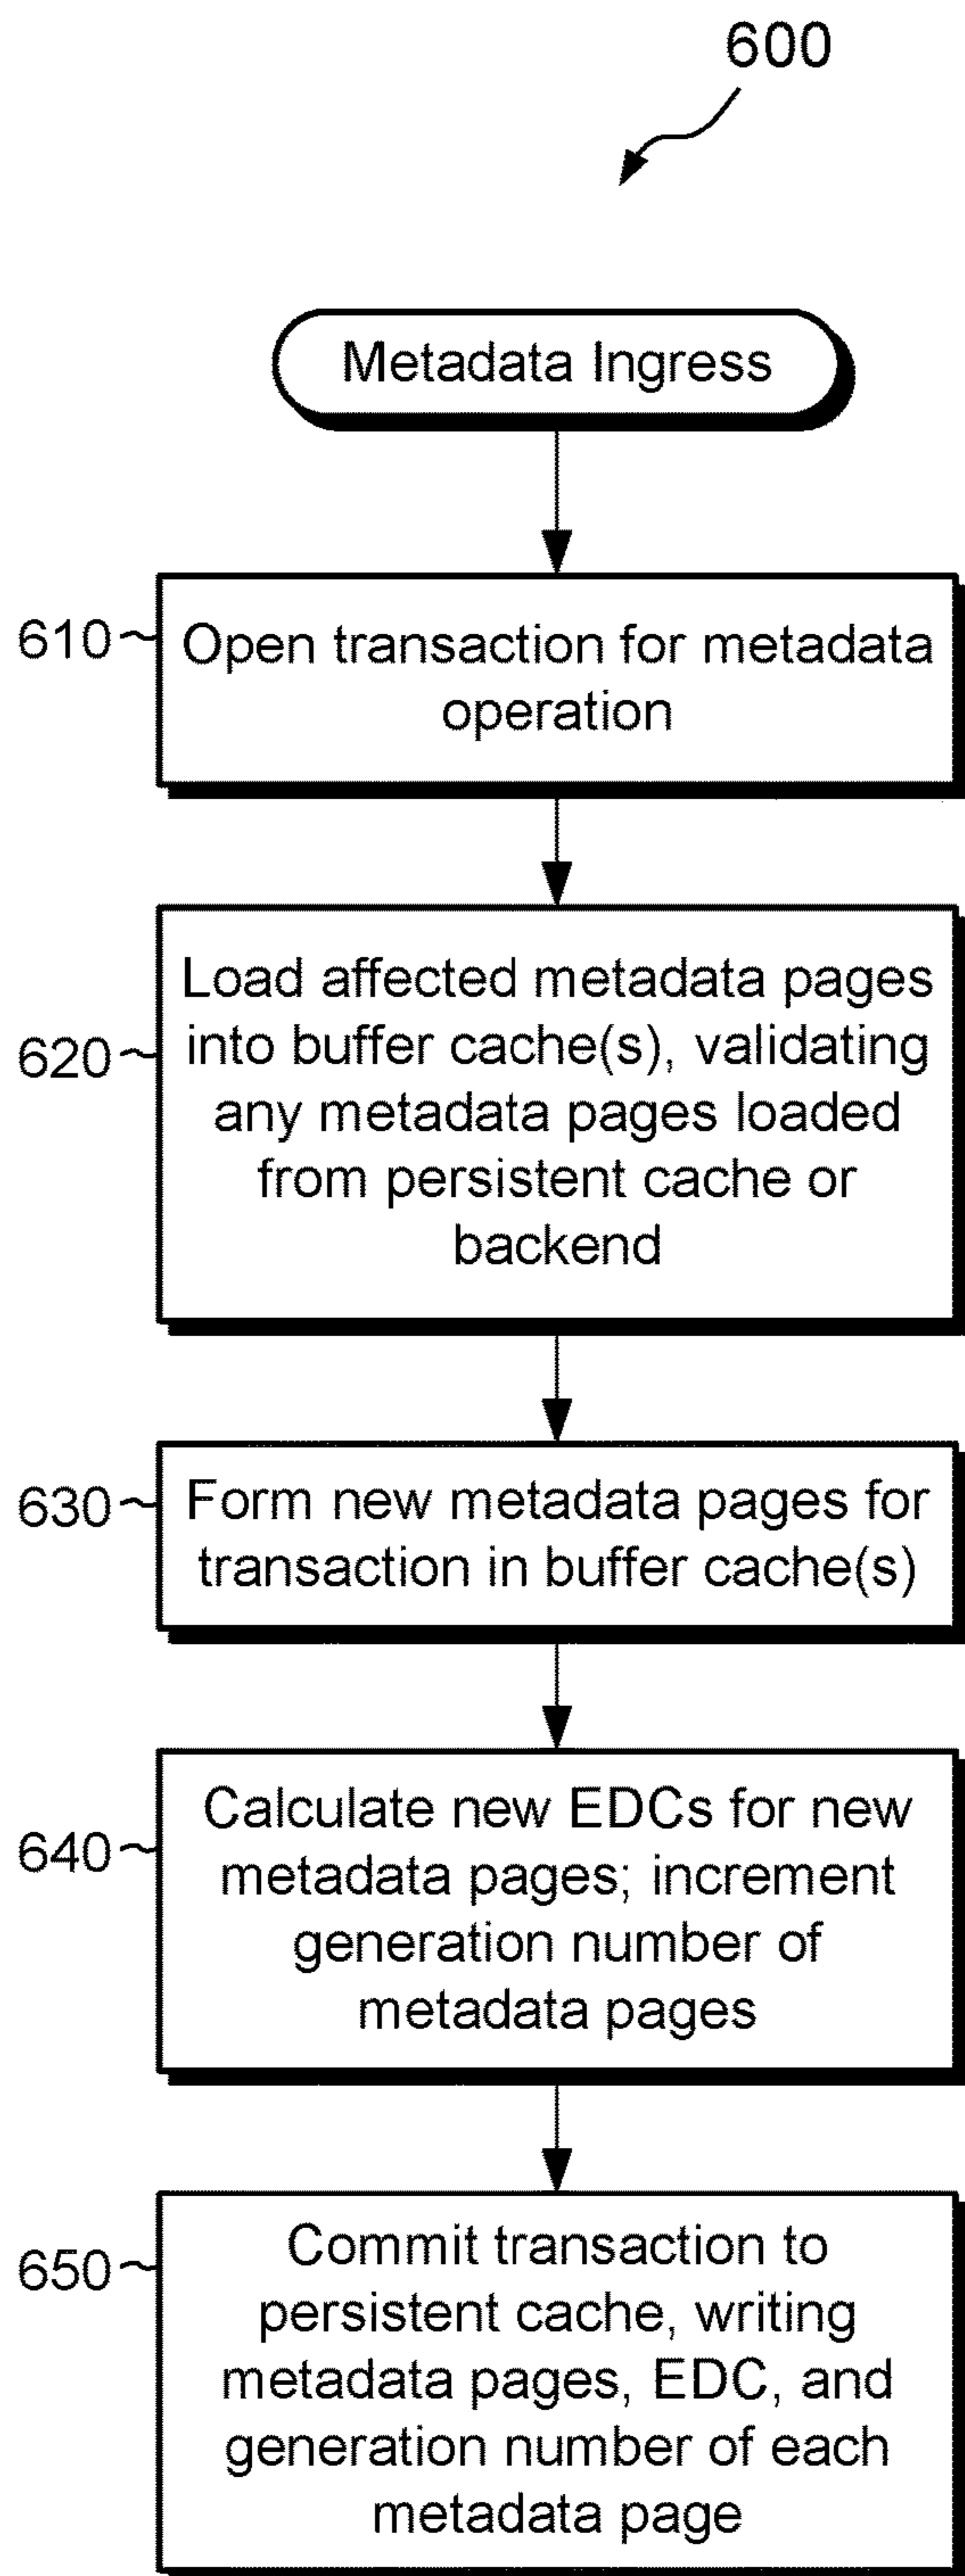 600
Metadata Ingress
610
Open transaction for metadata
operation
620
Load affected metadata pages
into buffer cache(s), validating
any metadata pages loaded
from persistent cache or
backend
630
Form new metadata pages for
transaction in buffer cache(s)
640
Calculate new EDCs for new
metadata pages; increment
generation number of
metadata pages
650
Commit transaction to
persistent cache, writing
metadata pages, EDC, and
generation number of each
metadata page